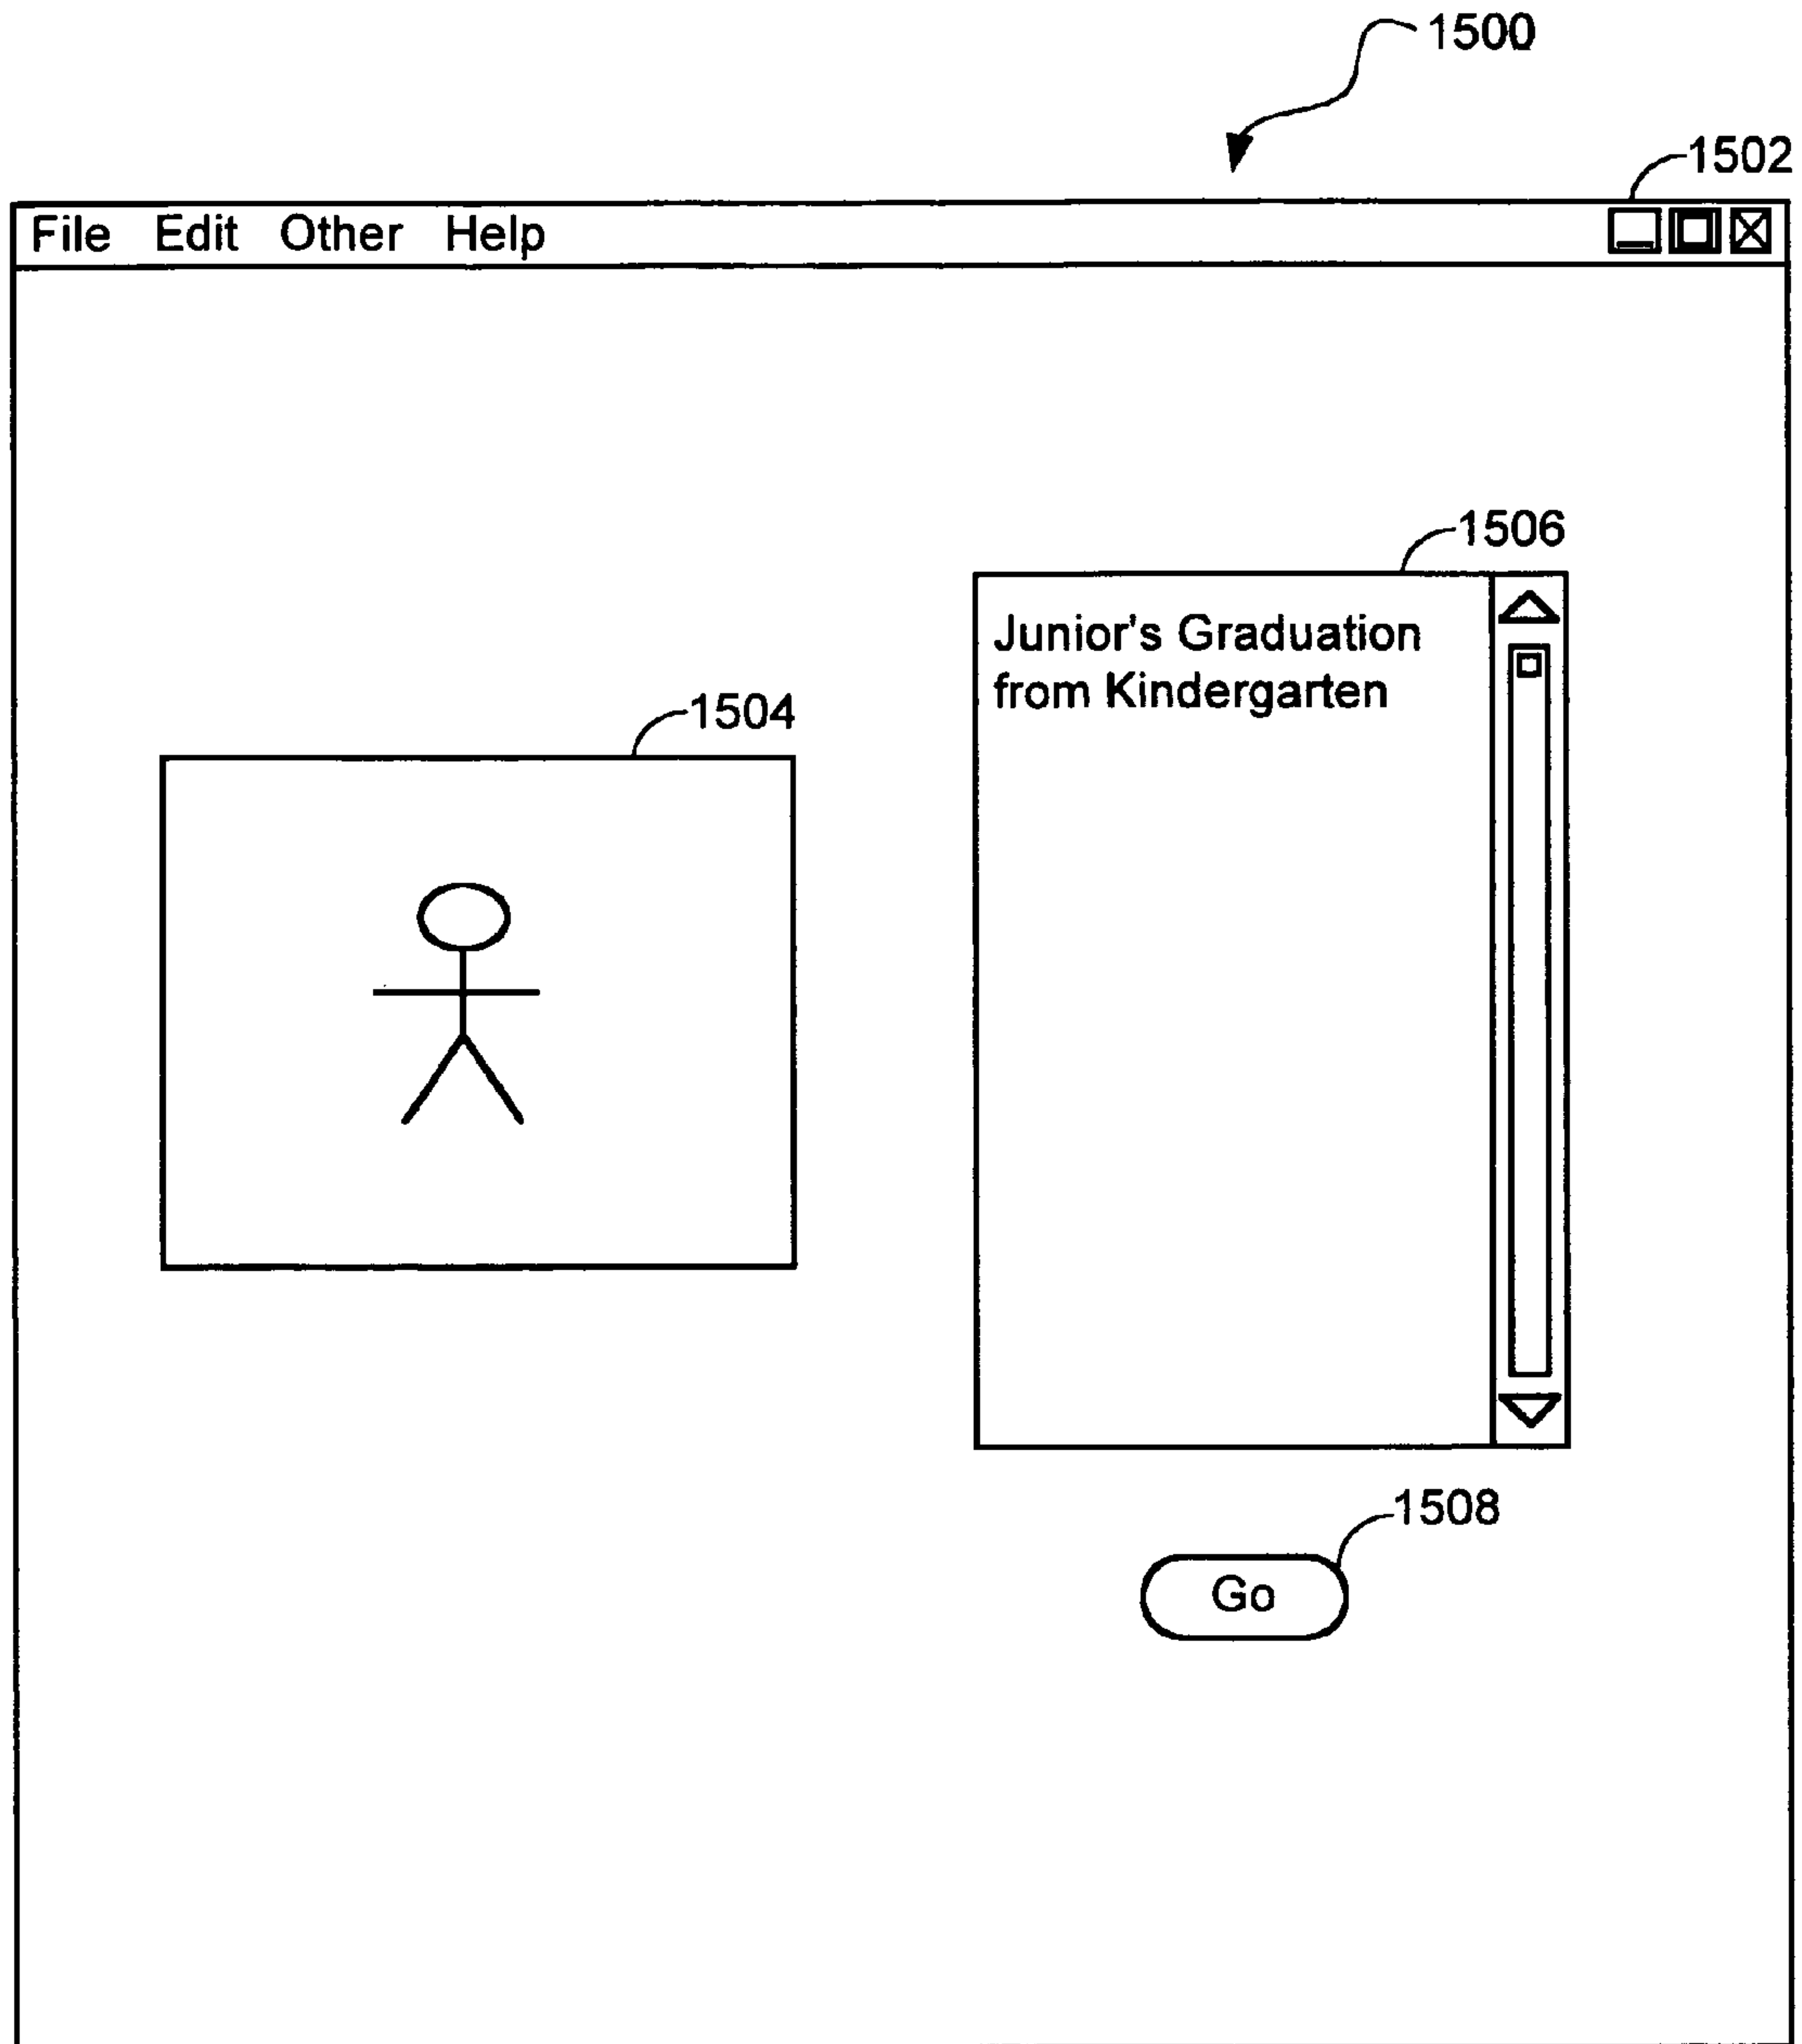 1500
1502
File Edit Other Help
1506
Junior's Graduation
from Kindergarten
1504
1508
Go